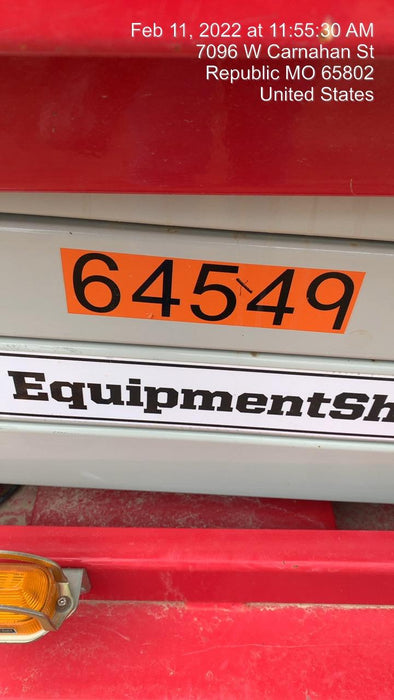 Feb 11, 2022 at 11:55:30 AM
7096 W Carnahan St
Republic MO 65802
United States
64549
EquipmentSh